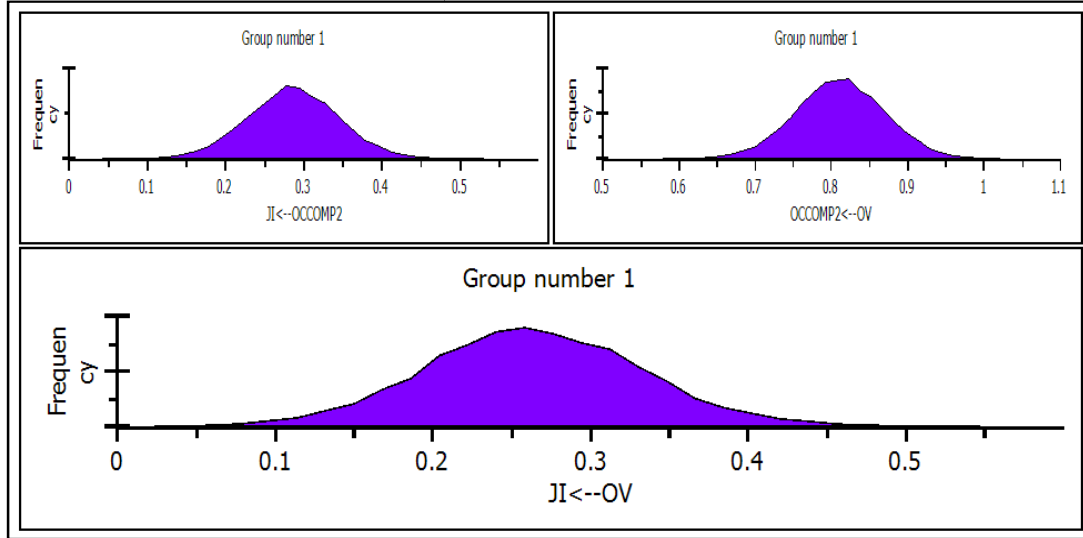 Group number 1
Frequen
cy
0 0.1 0.2 0.3 0.4 0.5
JI<--OCCOMP2
Group number 1
Frequen
cy
0.5 0.6 0.7 0.8 0.9 1 1.1
OCCOMP2<--OV
Group number 1
Frequen
cy
0 0.1 0.2 0.3 0.4 0.5
JI<--OV